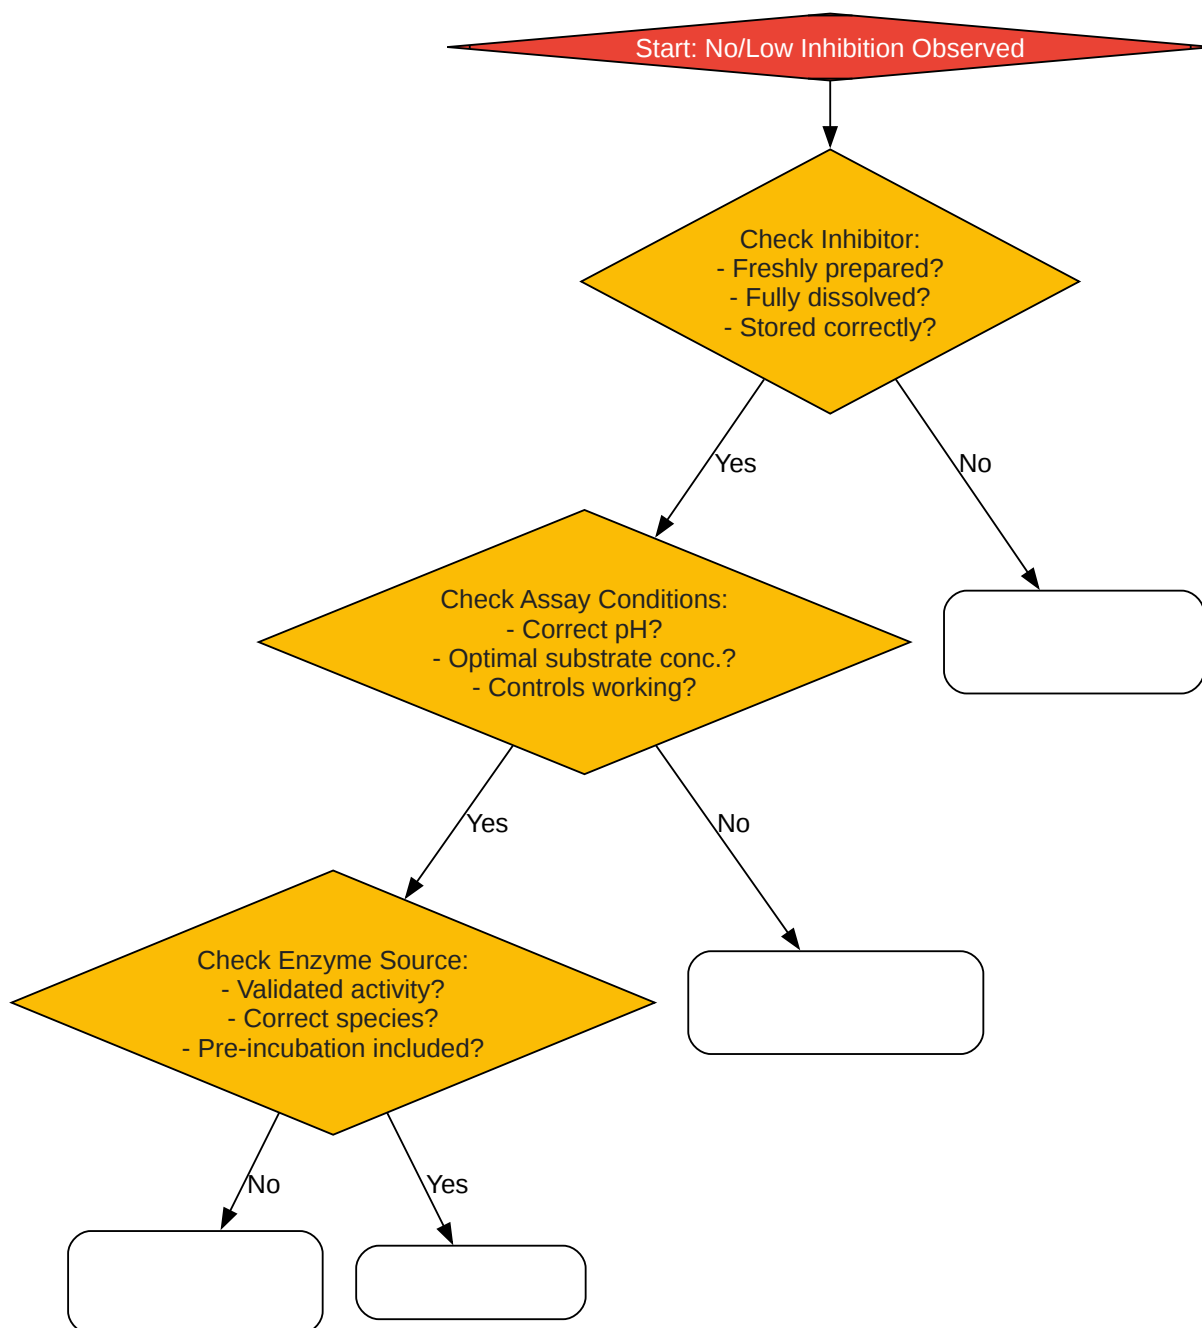 Start: No/Low Inhibition Observed
Check Inhibitor:
- Freshly prepared?
- Fully dissolved?
- Stored correctly?
Yes
No
Check Assay Conditions:
- Correct pH?
- Optimal substrate conc.?
- Controls working?
Yes
No
Check Enzyme Source:
- Validated activity?
- Correct species?
- Pre-incubation included?
No
Yes